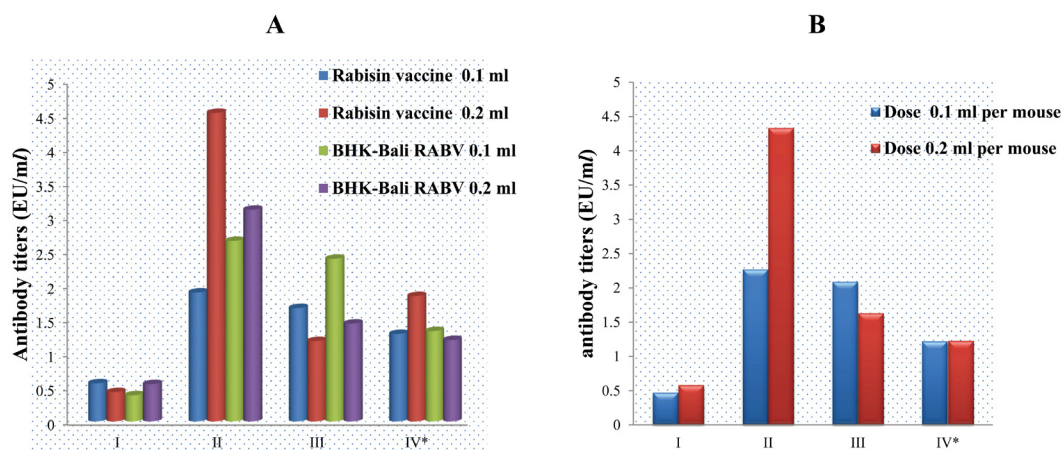 A
Antibody titers (EU/ml)
5
4.5
4
3.5
3
2.5
2
1.5
1
0.5
0
I
II
III
IV*
Rabisin vaccine 0.1 ml
Rabisin vaccine 0.2 ml
BHK-Bali RABV 0.1 ml
BHK-Bali RABV 0.2 ml
B
antibody titers (EU/ml)
5
4.5
4
3.5
3
2.5
2
1.5
1
0.5
0
I
II
III
IV*
Dose 0.1 ml per mouse
Dose 0.2 ml per mouse